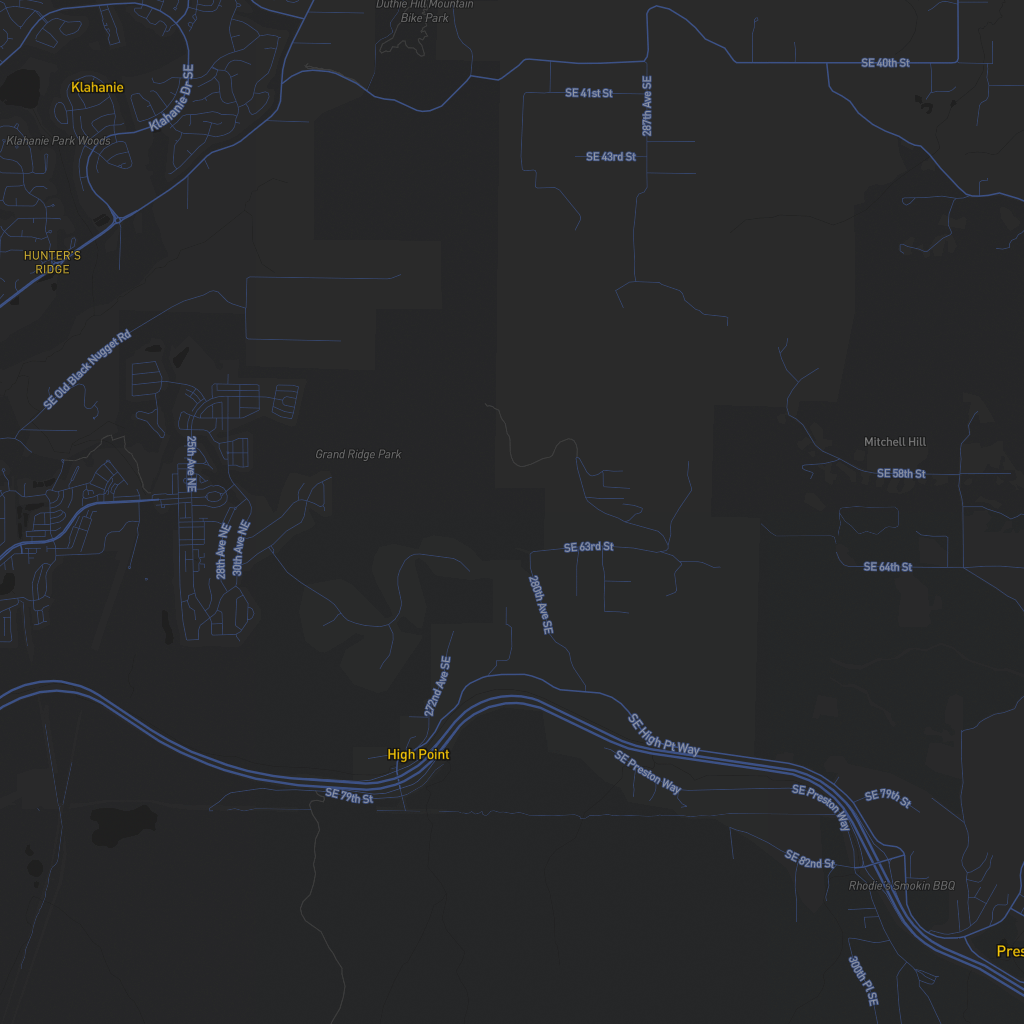 Duthie Hill Mountain
Bike Park
SE 40th St
Klahanie
Klahanie Dr SE
SE 41st St
287th Ave SE
Klahanie Park Woods
SE 43rd St
HUNTER'S
RIDGE
SE Old Black Nugget Rd
25th Ave NE
Grand Ridge Park
Mitchell Hill
SE 58th St
28th Ave NE
30th Ave NE
SE 63rd St
SE 64th St
280th Ave SE
272nd Ave SE
SE High Pt Way
High Point
SE Preston Way
SE 79th St
SE Preston Way
SE 79th St
SE 82nd St
Rhodie's Smokin BBQ
Pres
300th Pl SE